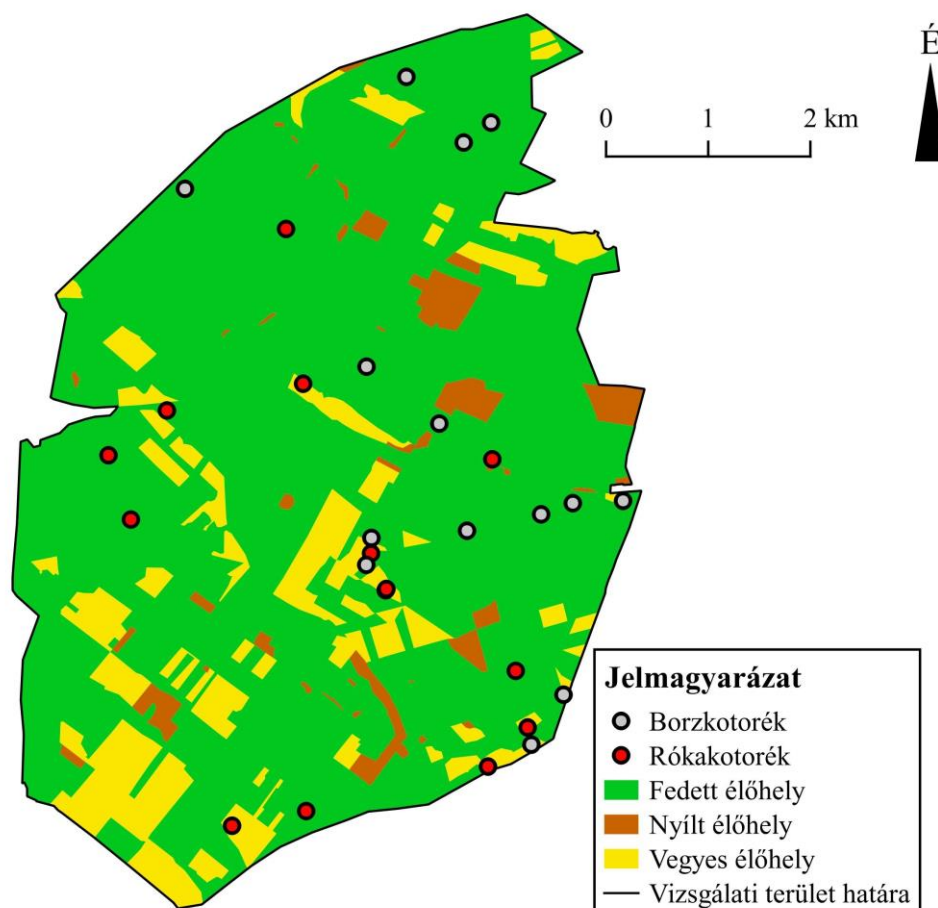 É
0 1 2 km
Jelmagyarázat
Borzkotorék
Rókakotorék
Fedett élőhely
Nyílt élőhely
Vegyes élőhely
Vizsgálati terület határa